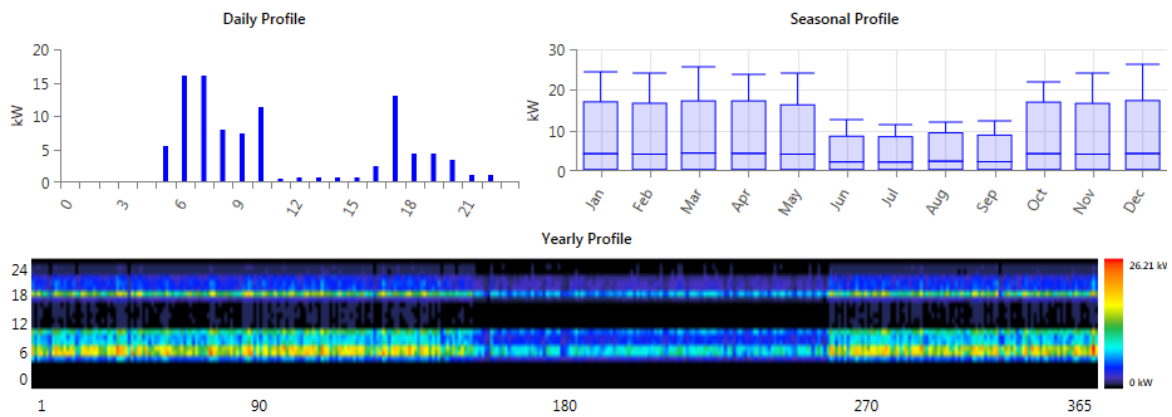 Daily Profile
20
15
10
5
0
kW
0 3 6 9 12 15 18 21
Seasonal Profile
30
20
10
0
kW
Jan Feb Mar Apr May Jun Jul Aug Sep Oct Nov Dec
Yearly Profile
24
18
12
6
0
1 90 180 270 365
26.21 kW
0 kW